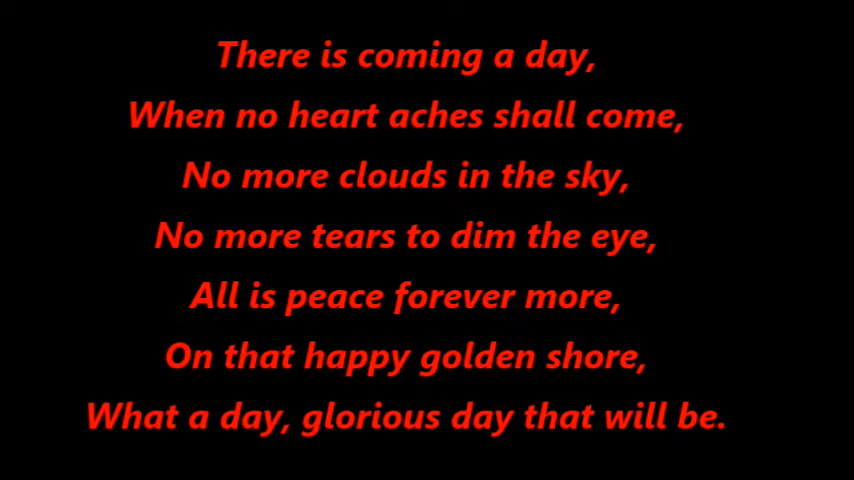 There is coming a day,
When no heart aches shall come,
No more clouds in the sky,
No more tears to dim the eye,
All is peace forever more,
On that happy golden shore,
What a day, glorious day that will be.